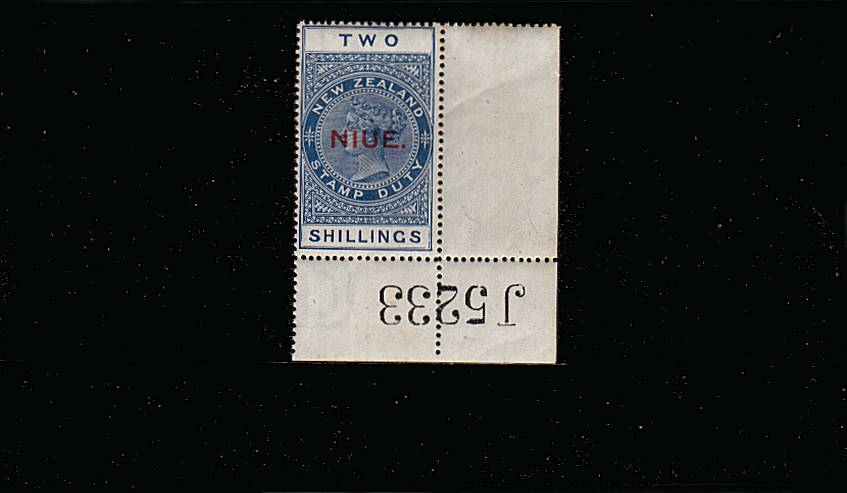 TWO
NEW ZEALAND
NIUE.
STAMP DUTY
SHILLINGS
J5233